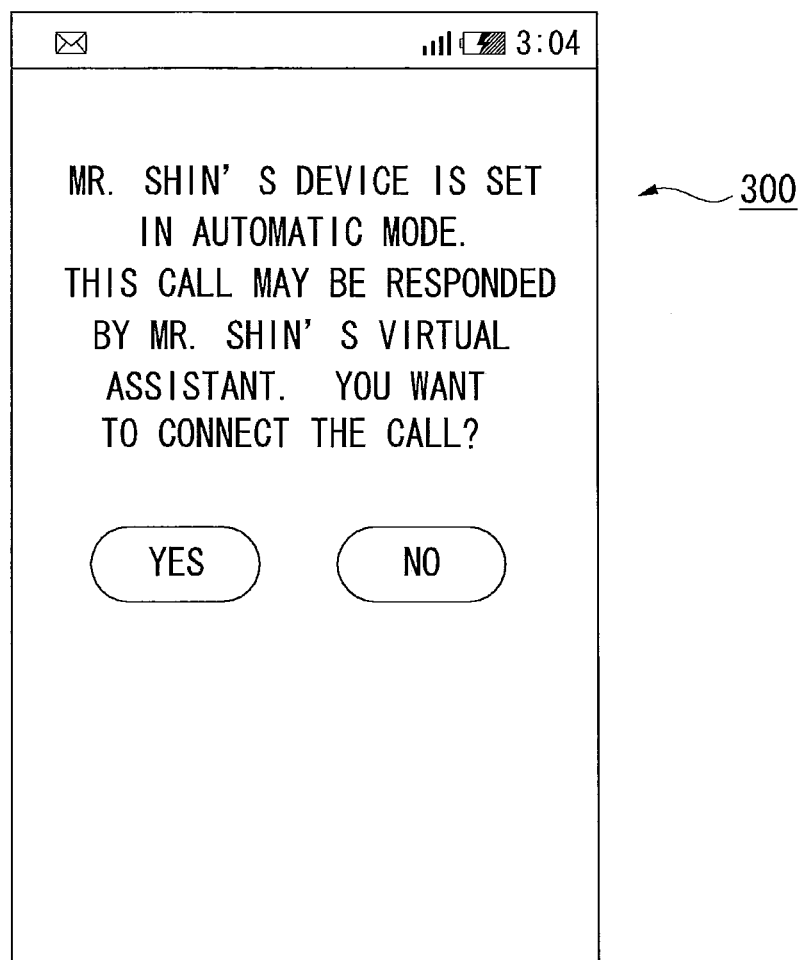 3:04
MR. SHIN' S DEVICE IS SET
IN AUTOMATIC MODE.
300
THIS CALL MAY BE RESPONDED
BY MR. SHIN' S VIRTUAL
ASSISTANT. YOU WANT
TO CONNECT THE CALL?
YES NO